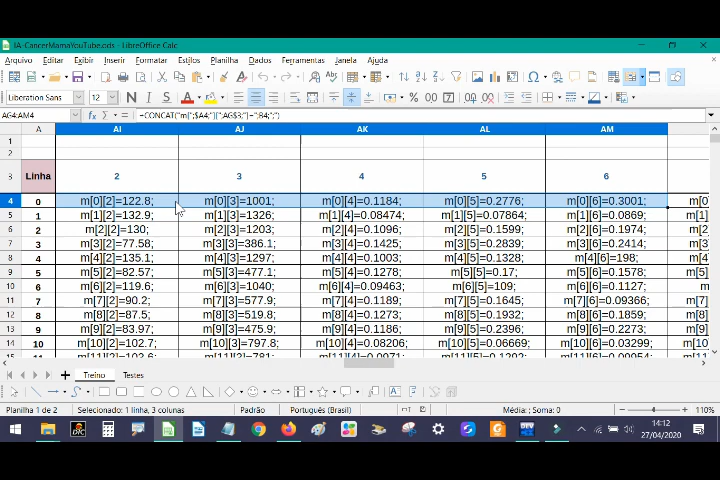 IA-CancerMamaYouTube.ods - LibreOffice Calc
Arquivo Editar Exibir Inserir Formatar Estilos Planilha Dados Ferramentas Janela Ajuda
Liberation Sans 12 N I S
AG4:AM4 =CONCAT("m[";$A4;"][";AG$3;"]=";B4;";")
A AI AJ AK AL AM
1
2
3 Linha 2 3 4 5 6
4 0 m[0][2]=122.8; m[0][3]=1001; m[0][4]=0.1184; m[0][5]=0.2776; m[0][6]=0.3001; m[0
5 1 m[1][2]=132.9; m[1][3]=1326; m[1][4]=0.08474; m[1][5]=0.07864; m[1][6]=0.0869; m[1]
6 2 m[2][2]=130; m[2][3]=1203; m[2][4]=0.1096; m[2][5]=0.1599; m[2][6]=0.1974; m[2
7 3 m[3][2]=77.58; m[3][3]=386.1; m[3][4]=0.1425; m[3][5]=0.2839; m[3][6]=0.2414; m[3
8 4 m[4][2]=135.1; m[4][3]=1297; m[4][4]=0.1003; m[4][5]=0.1328; m[4][6]=198; m[4
9 5 m[5][2]=82.57; m[5][3]=477.1; m[5][4]=0.1278; m[5][5]=0.17; m[5][6]=0.1578; m[5]
10 6 m[6][2]=119.6; m[6][3]=1040; m[6][4]=0.09463; m[6][5]=109; m[6][6]=0.1127; m
11 7 m[7][2]=90.2; m[7][3]=577.9; m[7][4]=0.1189; m[7][5]=0.1645; m[7][6]=0.09366; m[7]
12 8 m[8][2]=87.5; m[8][3]=519.8; m[8][4]=0.1273; m[8][5]=0.1932; m[8][6]=0.1859; m[8]
13 9 m[9][2]=83.97; m[9][3]=475.9; m[9][4]=0.1186; m[9][5]=0.2396; m[9][6]=0.2273; m[9]
14 10 m[10][2]=102.7; m[10][3]=797.8; m[10][4]=0.08206; m[10][5]=0.06669; m[10][6]=0.03299; m[10
Treino Testes
Planilha 1 de 2 Selecionado: 1 linha, 3 colunas Padrão Português (Brasil) Média: ; Soma: 0 110%
14:12
27/04/2020